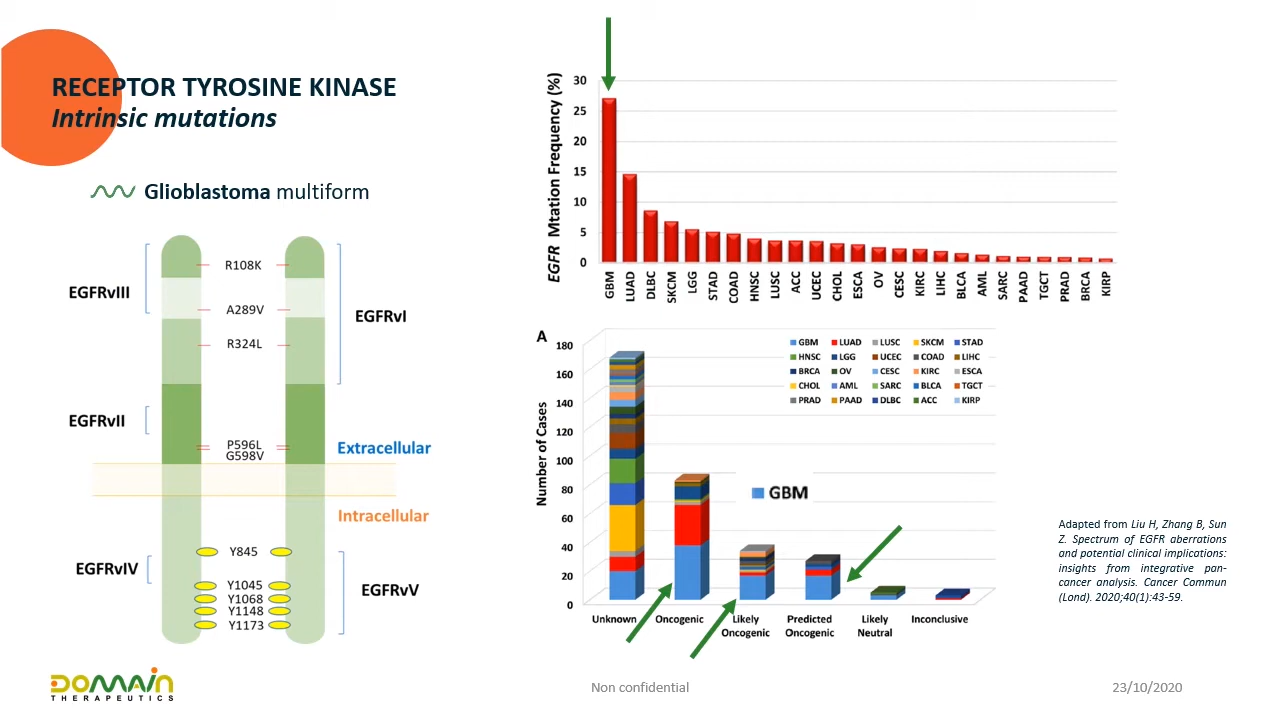 RECEPTOR TYROSINE KINASE
Intrinsic mutations
Glioblastoma multiform
EGFRvIII
EGFRvII
EGFRvIV
R108K
A289V
R324L
P596L
G598V
Y845
Y1045
Y1068
Y1148
Y1173
EGFRvI
Extracellular
Intracellular
EGFRvV
EGFR Mtation Frequency (%)
30
25
20
15
10
5
0
GBM LUAD DLBC SKCM LGG STAD COAD HNSC LUSC ACC UCEC CHOL ESCA OV CESC KIRC LIHC BLCA AML SARC PAAD TGCT PRAD BRCA KIRP
A
Number of Cases
180
160
140
120
100
80
60
40
20
0
GBM LUAD LUSC SKCM STAD
HNSC LGG UCEC COAD LIHC
BRCA OV CESC KIRC ESCA
CHOL AML SARC BLCA TGCT
PRAD PAAD DLBC ACC KIRP
GBM
Unknown Oncogenic Likely Predicted Likely Inconclusive
Oncogenic Oncogenic Neutral
Adapted from Liu H, Zhang B, Sun
Z. Spectrum of EGFR aberrations
and potential clinical implications:
insights from integrative pan-
cancer analysis. Cancer Commun
(Lond). 2020;40(1):43-59.
DOMAIN
THERAPEUTICS
Non confidential
23/10/2020